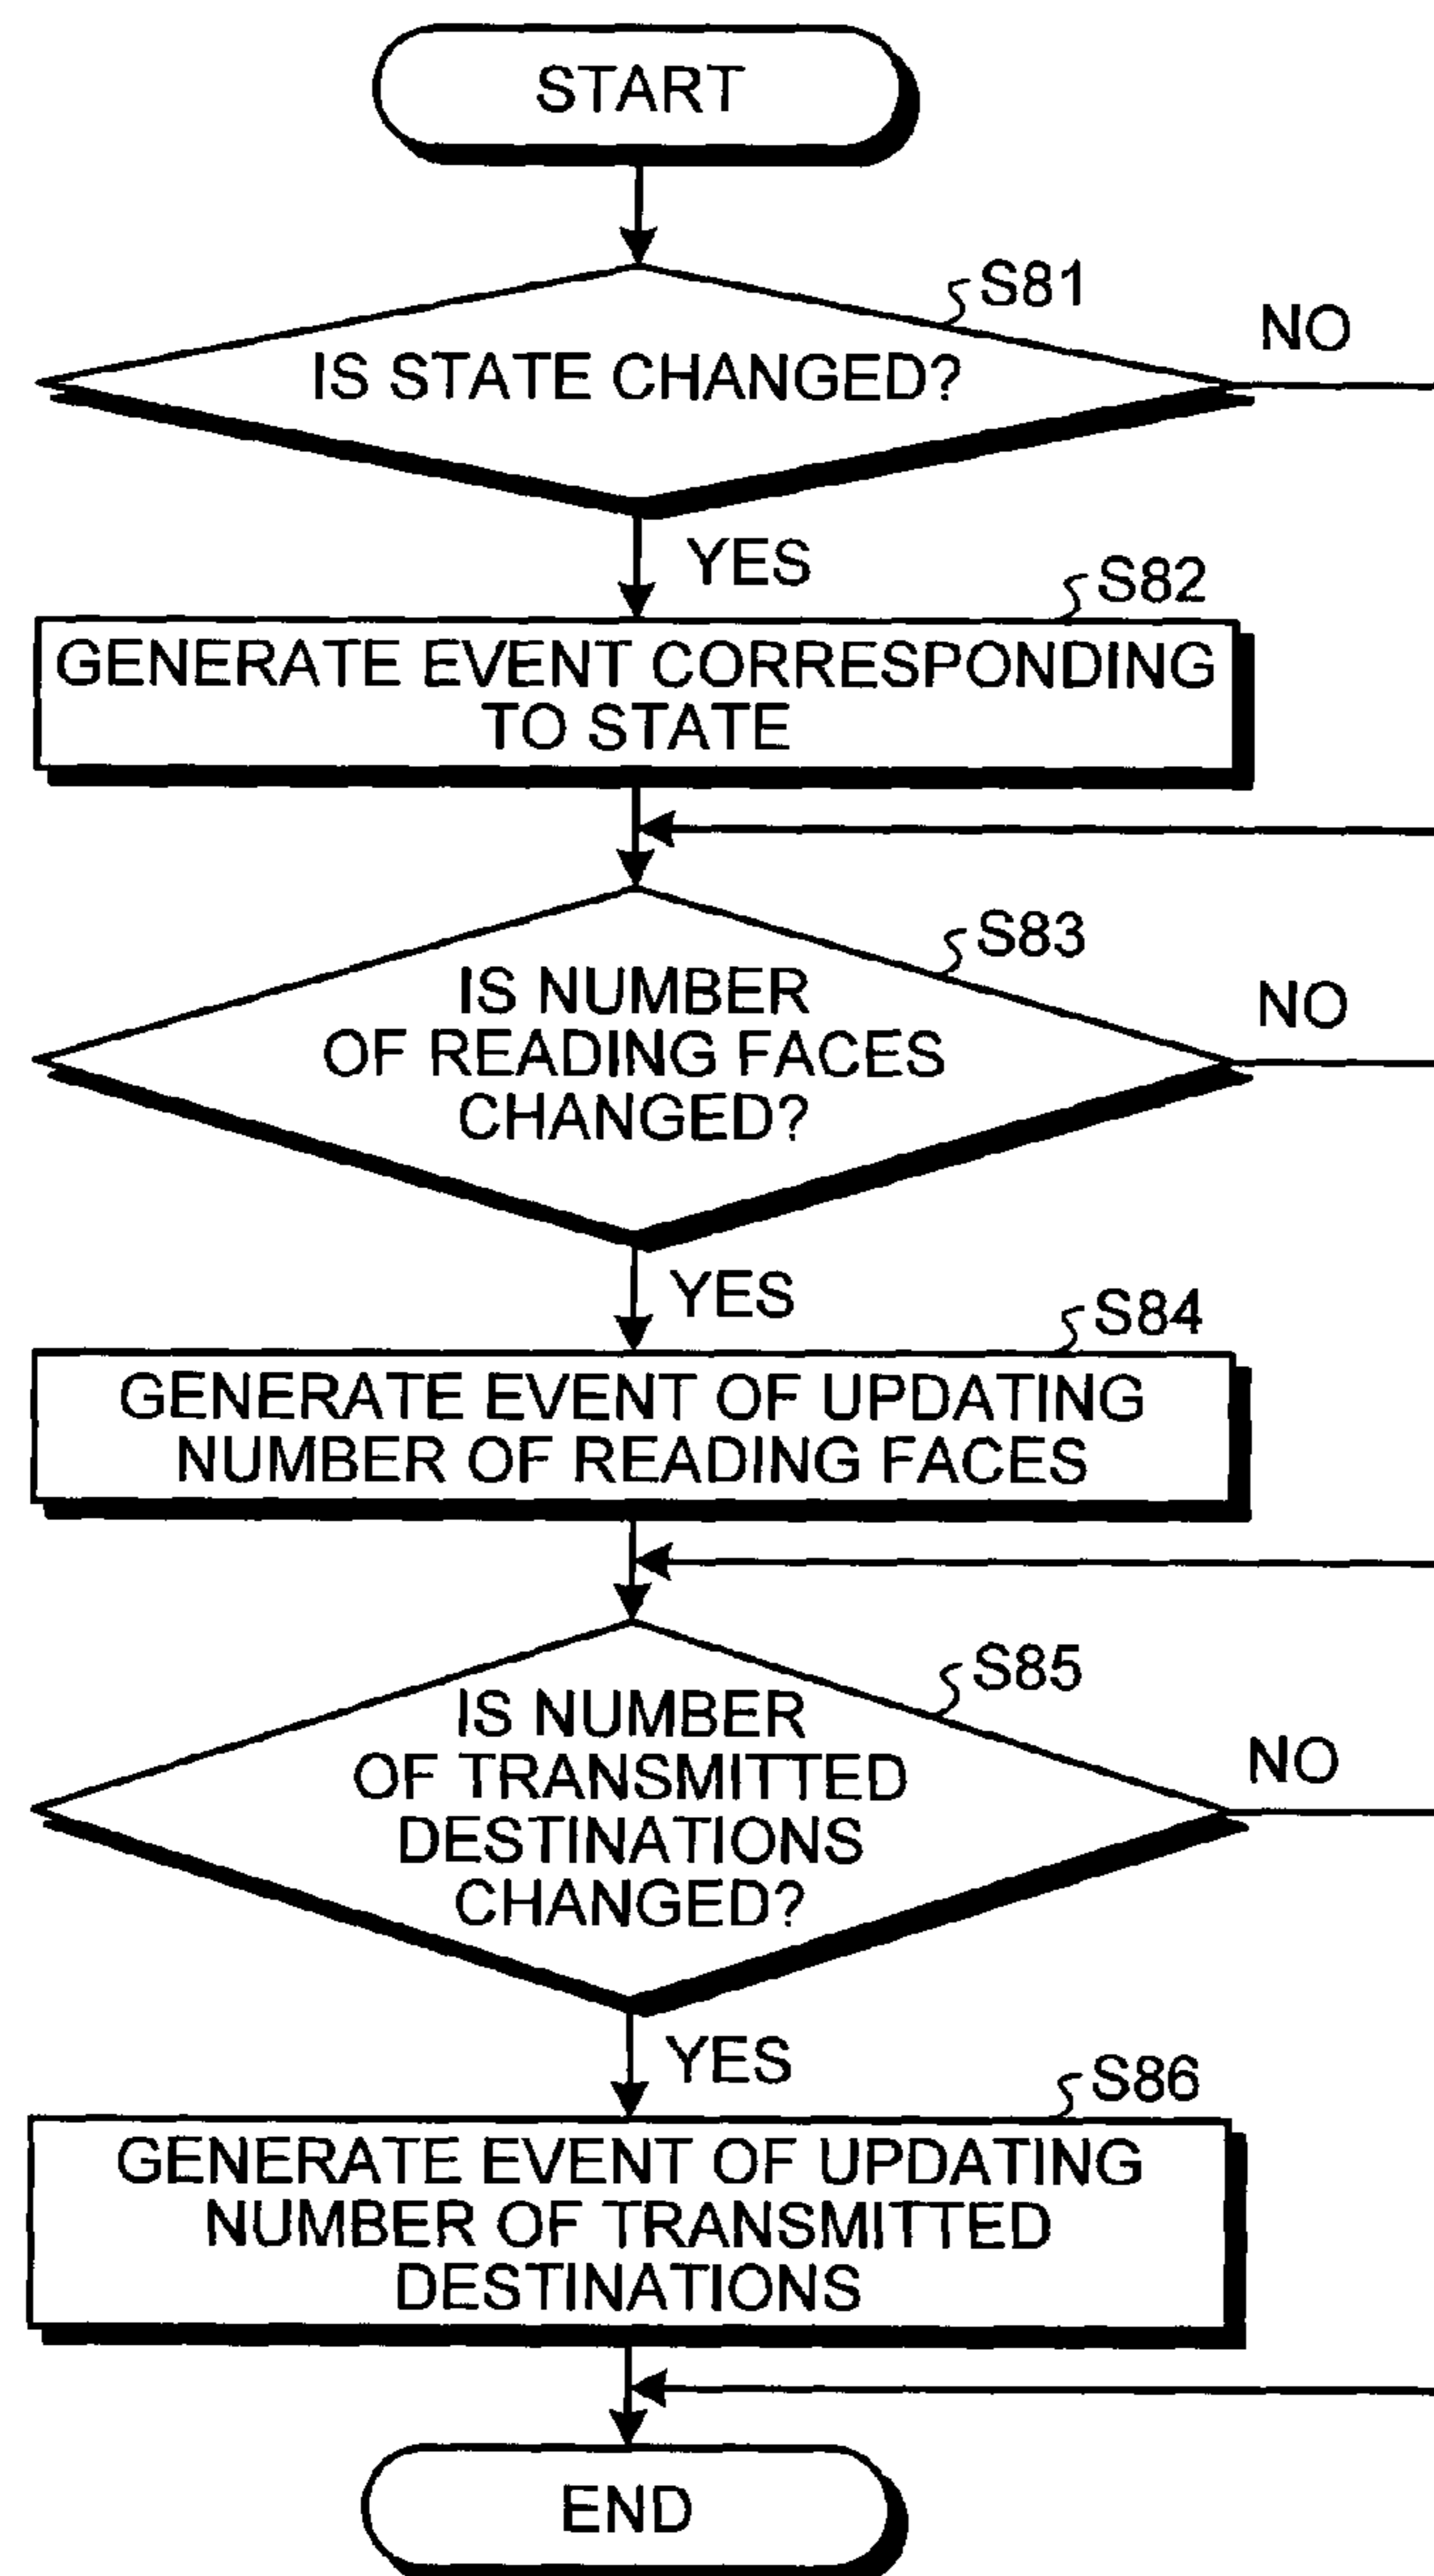 START
S81
NO
IS STATE CHANGED?
YES
S82
GENERATE EVENT CORRESPONDING
TO STATE
S83
IS NUMBER
OF READING FACES
CHANGED?
NO
YES
S84
GENERATE EVENT OF UPDATING
NUMBER OF READING FACES
S85
IS NUMBER
OF TRANSMITTED
DESTINATIONS
CHANGED?
NO
YES
S86
GENERATE EVENT OF UPDATING
NUMBER OF TRANSMITTED
DESTINATIONS
END